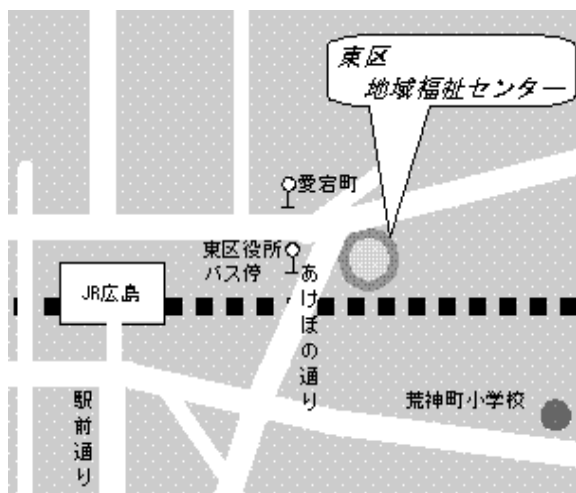 東区
地域福祉センター
愛宕町
東区役所
バス停
JR広島
あけぼの通り
駅前通り
荒神町小学校